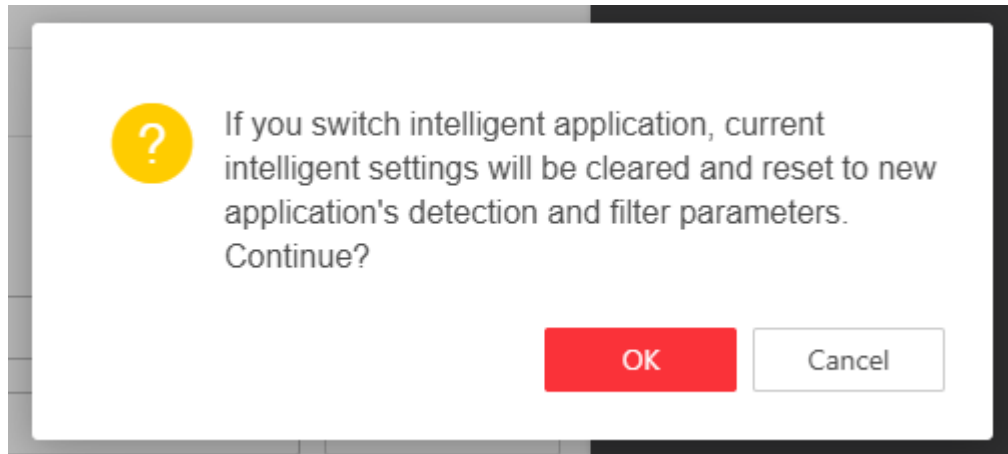 ?
If you switch intelligent application, current
intelligent settings will be cleared and reset to new
application's detection and filter parameters.
Continue?
OK
Cancel